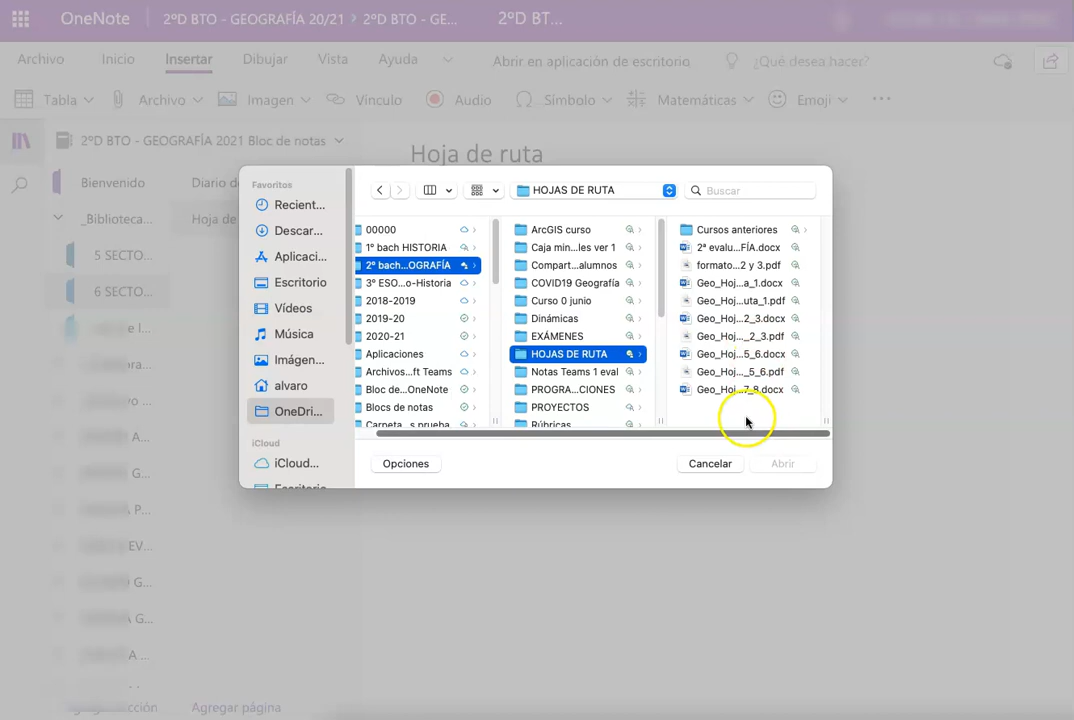 OneNote
2ºD BTO - GEOGRAFÍA 20/21 > 2ºD BTO - GE...
2ºD BT...
Archivo
Inicio
Insertar
Dibujar
Vista
Ayuda
Abrir en aplicación de escritorio
¿Qué desea hacer?
Tabla
Archivo
Imagen
Vínculo
Audio
Símbolo
Matemáticas
Emoji
2ºD BTO - GEOGRAFÍA 2021 Bloc de notas
Hoja de ruta
Bienvenido
Diario d
_Biblioteca...
Hoja de
5 SECTO...
6 SECTO...
Favoritos
Recient...
Descar...
Aplicaci...
Escritorio
Vídeos
Música
Imágen...
alvaro
OneDri...
iCloud
iCloud...
Escritorio
HOJAS DE RUTA
Buscar
00000
1º bach HISTORIA
2º bach...OGRAFÍA
3º ESO...o-Historia
2018-2019
2019-20
2020-21
Aplicaciones
Archivos...ft Teams
Bloc de...OneNote
Blocs de notas
Carpeta...s prueba
ArcGIS curso
Caja min...les ver 1
Compart...alumnos
COVID19 Geografía
Curso 0 junio
Dinámicas
EXÁMENES
HOJAS DE RUTA
Notas Teams 1 eval
PROGRA...CIONES
PROYECTOS
Rúbricas
Cursos anteriores
2ª evalu...FÍA.docx
formato...2 y 3.pdf
Geo_Hoj...a_1.docx
Geo_Hoj...uta_1.pdf
Geo_Hoj...2_3.docx
Geo_Hoj..._2_3.pdf
Geo_Hoj...5_6.docx
Geo_Hoj..._5_6.pdf
Geo_Hoj...7_8.docx
Opciones
Cancelar
Abrir
Agregar página